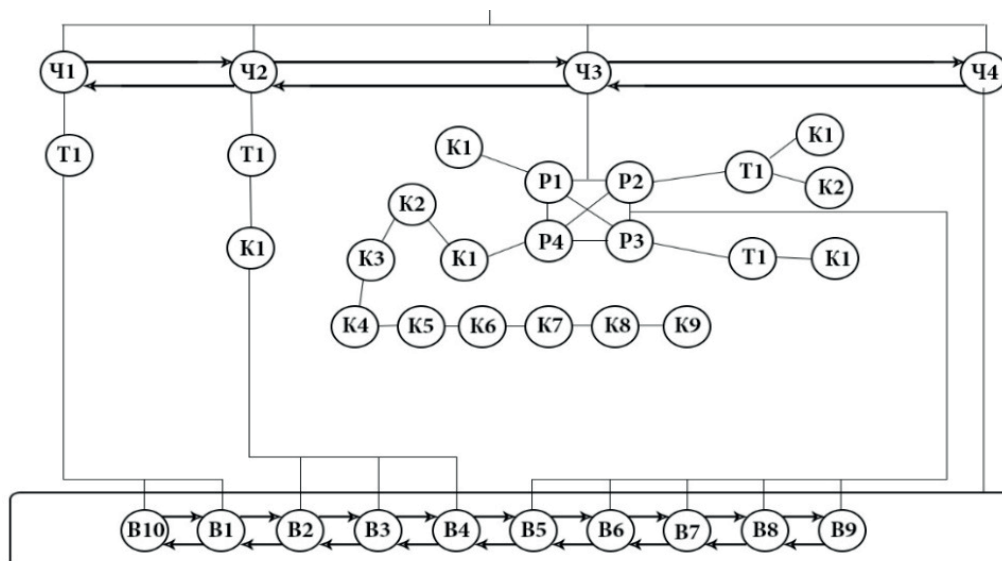 Ч1 Ч2 Ч3 Ч4
К1 К1
Т1 Т1 Р1 Р2 Т1 К2
К2
К1 К3 К1 Р4 Р3 Т1 К1
К4 К5 К6 К7 К8 К9
В10 В1 В2 В3 В4 В5 В6 В7 В8 В9